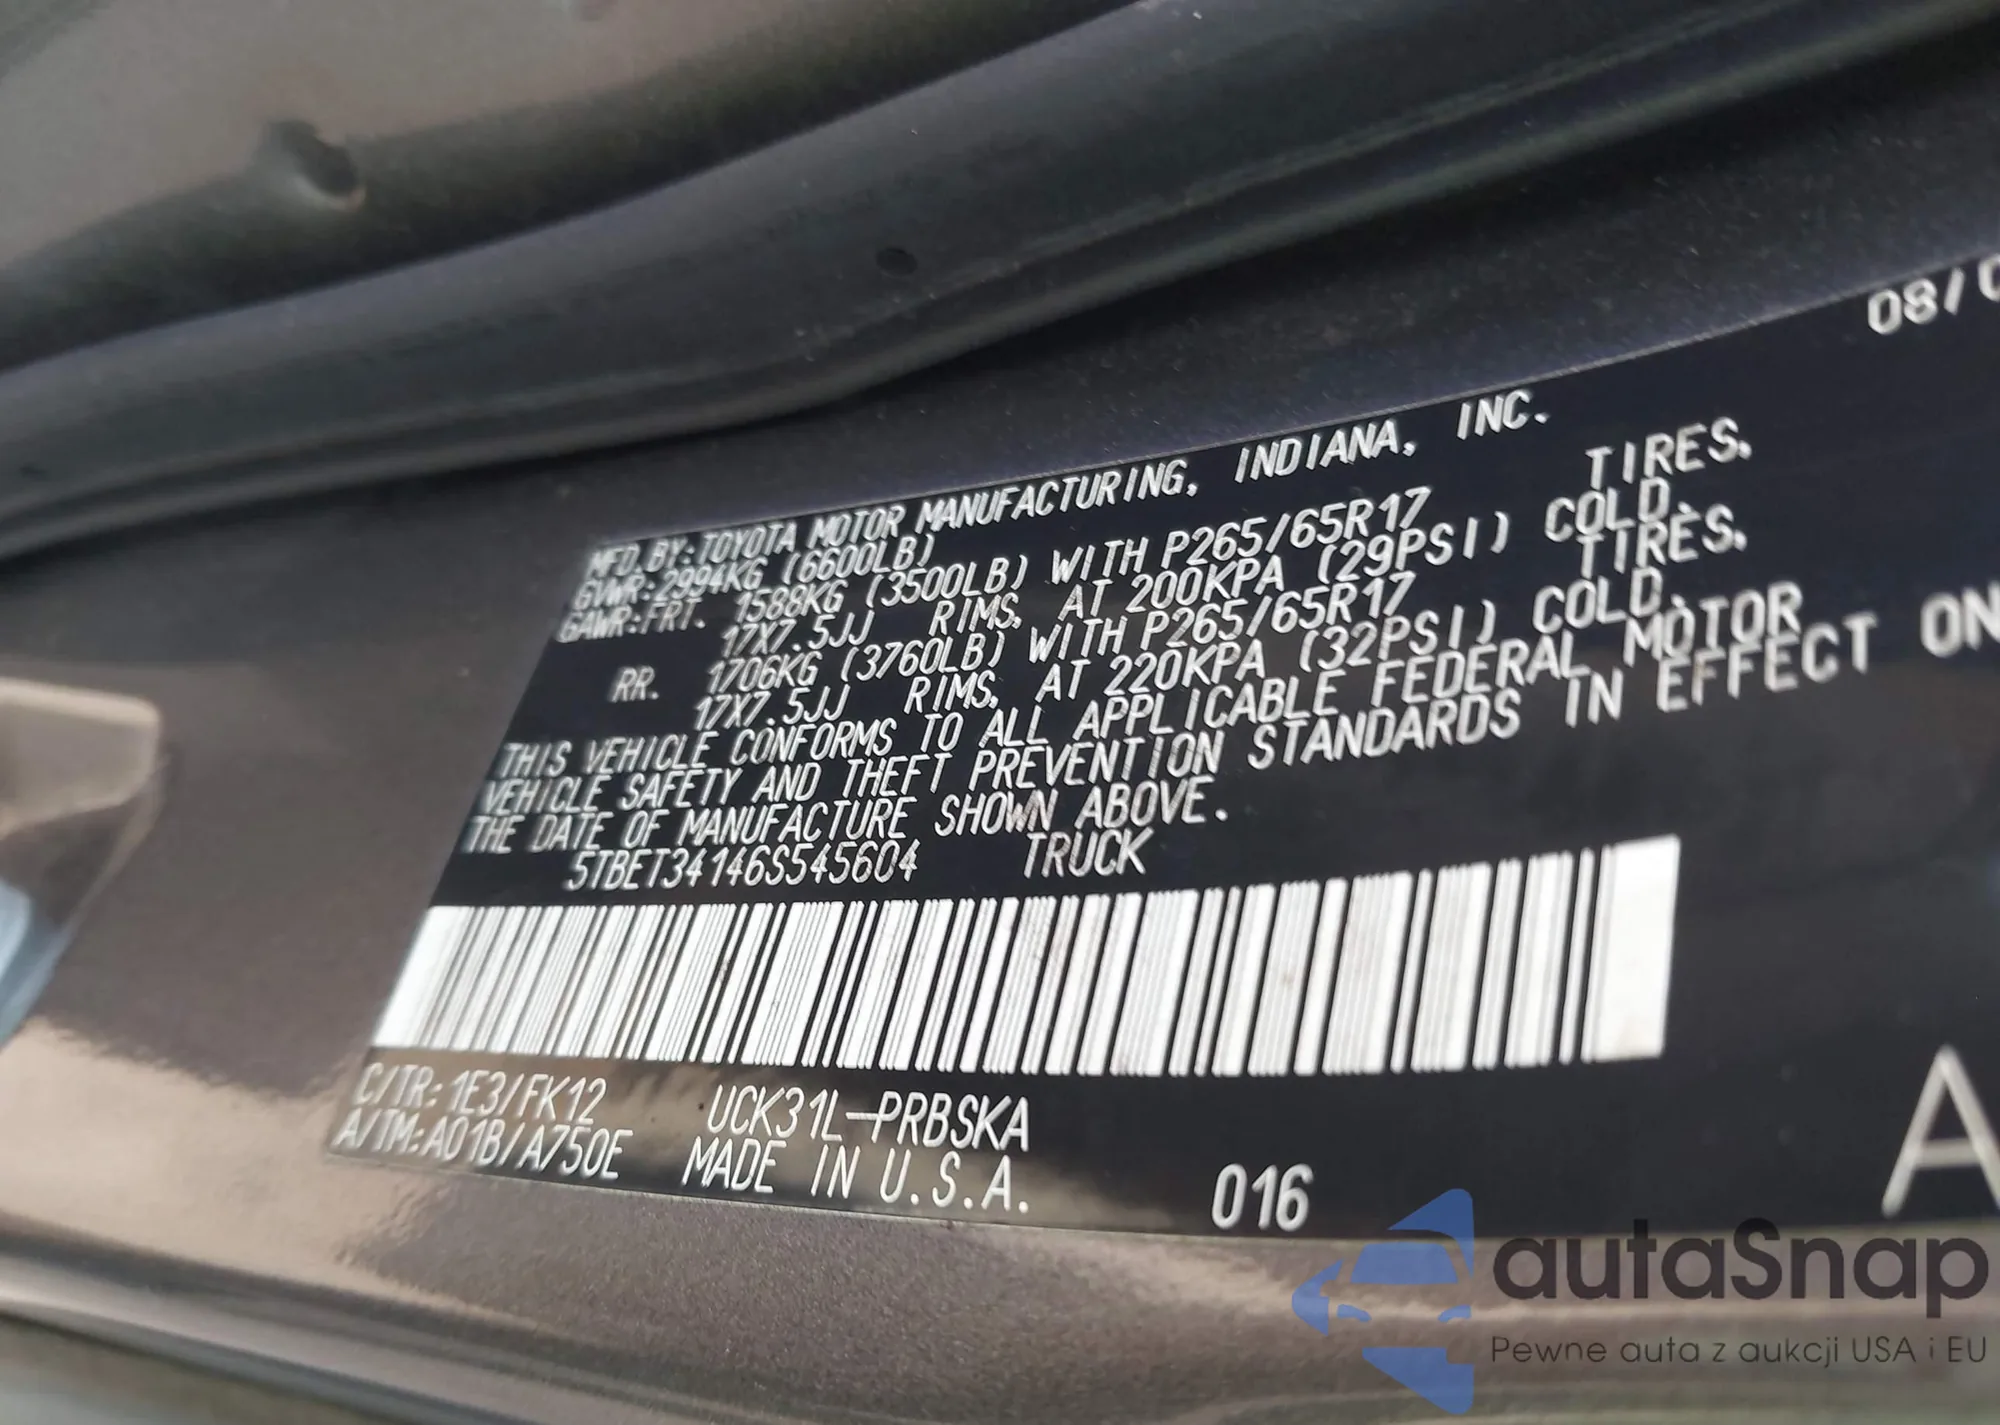 08/0
MFD.BY:TOYOTA MOTOR MANUFACTURING, INDIANA, INC.
GVWR:2994KG (6600LB)
GAWR:FRT. 1588KG (3500LB) WITH P265/65R17 TIRES,
17X7.5JJ RIMS, AT 200KPA (29PSI) COLD.
RR. 1706KG (3760LB) WITH P265/65R17 TIRES,
17X7.5JJ RIMS, AT 220KPA (32PSI) COLD.
THIS VEHICLE CONFORMS TO ALL APPLICABLE FEDERAL MOTOR
VEHICLE SAFETY AND THEFT PREVENTION STANDARDS IN EFFECT ON
THE DATE OF MANUFACTURE SHOWN ABOVE.
5TBET34146S545604 TRUCK
C/TR:1E3/FK12 UCK31L-PRBSKA
A/TM:A01B/A750E MADE IN U.S.A. 016
A
autaSnap
Pewne auta z aukcji USA i EU